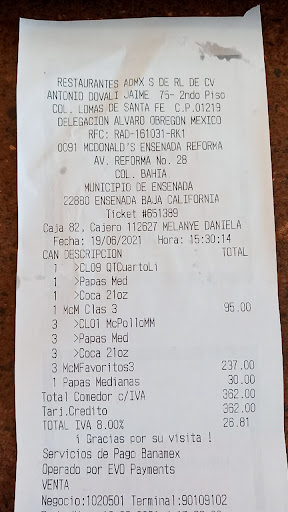 RESTAURANTES ADMX S DE RL DE CV
ANTONIO DOVALI JAIME 75- 2ndo Piso
COL. LOMAS DE SANTA FE C.P.01219
DELEGACION ALVARO OBREGON MEXICO
RFC: RAD-161031-RK1
0091 MCDONALD'S ENSENADA REFORMA
AV. REFORMA No. 28
COL. BAHIA
MUNICIPIO DE ENSENADA
22880 ENSENADA BAJA CALIFORNIA
Ticket #651389
Caja 82, Cajero 112627 MELANYE DANIELA
Fecha: 19/06/2021 Hora: 15:30:14
CAN DESCRIPCION TOTAL
1 >CL09 QTCuartoLi
1 >Papas Med
1 >Coca 21oz
1 McM Clas 3 95.00
3 >CL01 McPolloMM
3 >Papas Med
3 >Coca 21oz
3 McMFavoritos3 237.00
1 Papas Medianas 30.00
Total Comedor c/IVA 362.00
Tarj.Credito 362.00
TOTAL IVA 8.00% 26.81
¡ Gracias por su visita !
Servicios de Pago Banamex
Operado por EVO Payments
VENTA
Negocio:1020501 Terminal:90109102